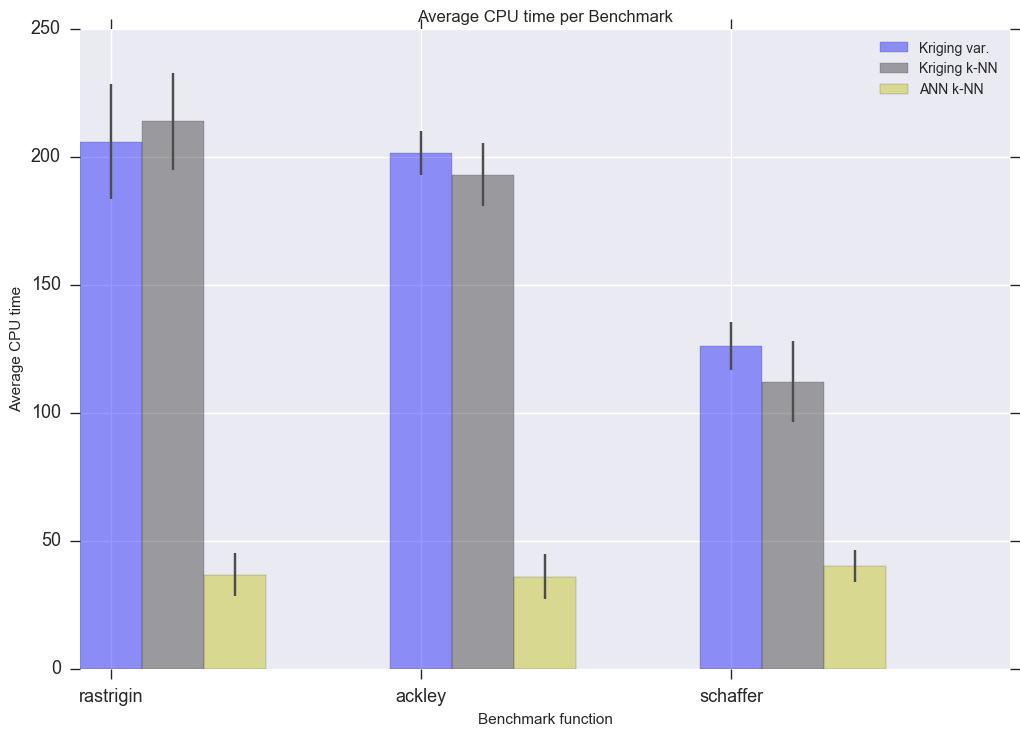 Average CPU time per Benchmark
250
200
150
100
50
0
Average CPU time
Kriging var.
Kriging k-NN
ANN k-NN
rastrigin
ackley
schaffer
Benchmark function